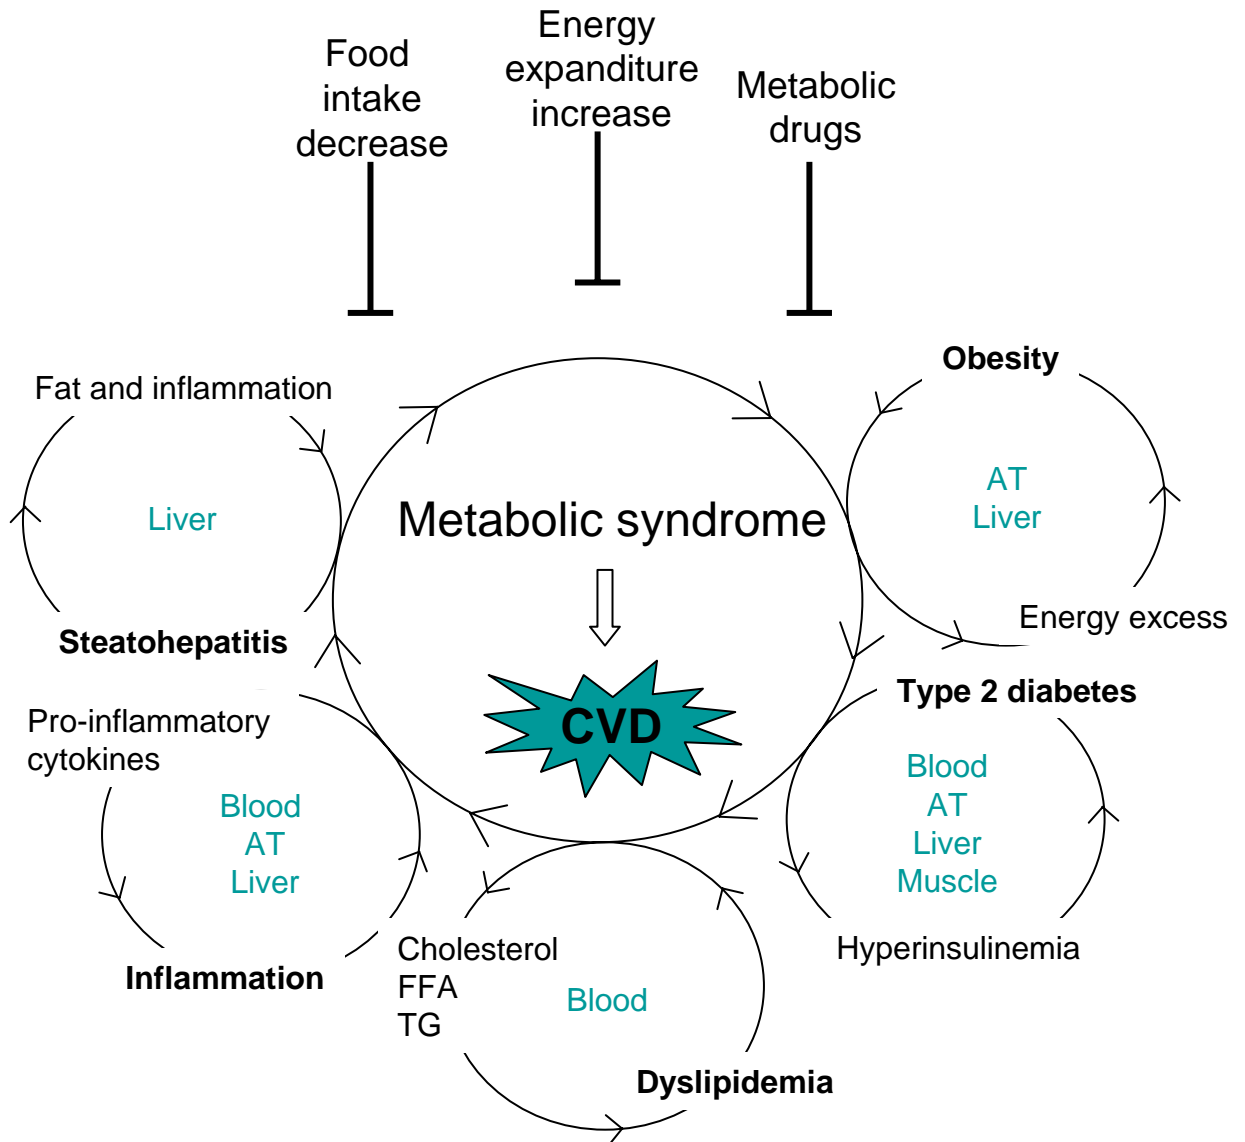 Food
intake
decrease
Energy
expanditure
increase
Metabolic
drugs
Fat and inflammation
Liver
Steatohepatitis
Obesity
AT
Liver
Energy excess
Metabolic syndrome
CVD
Pro-inflammatory
cytokines
Blood
AT
Liver
Inflammation
Type 2 diabetes
Blood
AT
Liver
Muscle
Hyperinsulinemia
Cholesterol
FFA
TG
Blood
Dyslipidemia